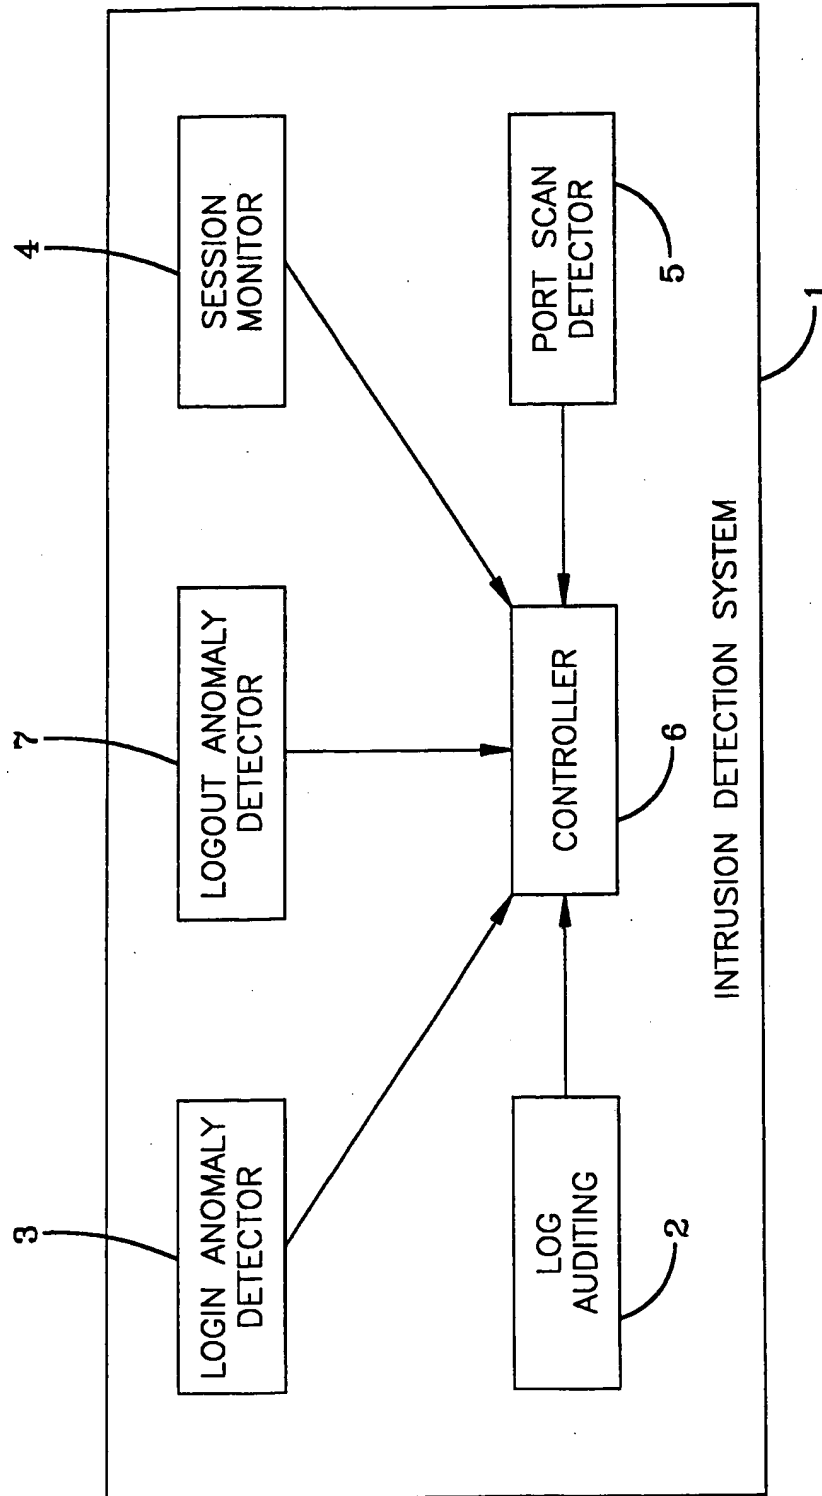 3
7
4
LOGIN ANOMALY
DETECTOR
LOGOUT ANOMALY
DETECTOR
SESSION
MONITOR
LOG
AUDITING
CONTROLLER
PORT SCAN
DETECTOR
2
6
5
INTRUSION DETECTION SYSTEM
1